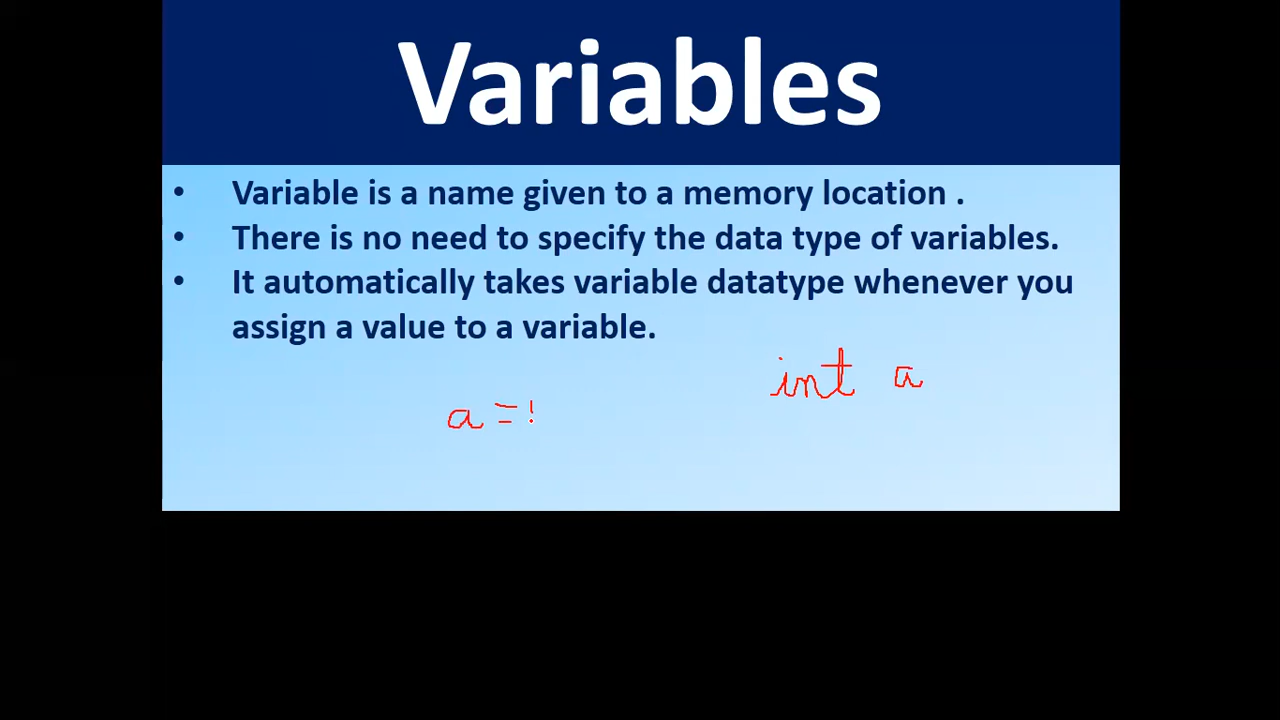 Variables
• Variable is a name given to a memory location .
• There is no need to specify the data type of variables.
• It automatically takes variable datatype whenever you
assign a value to a variable.
int a
a =